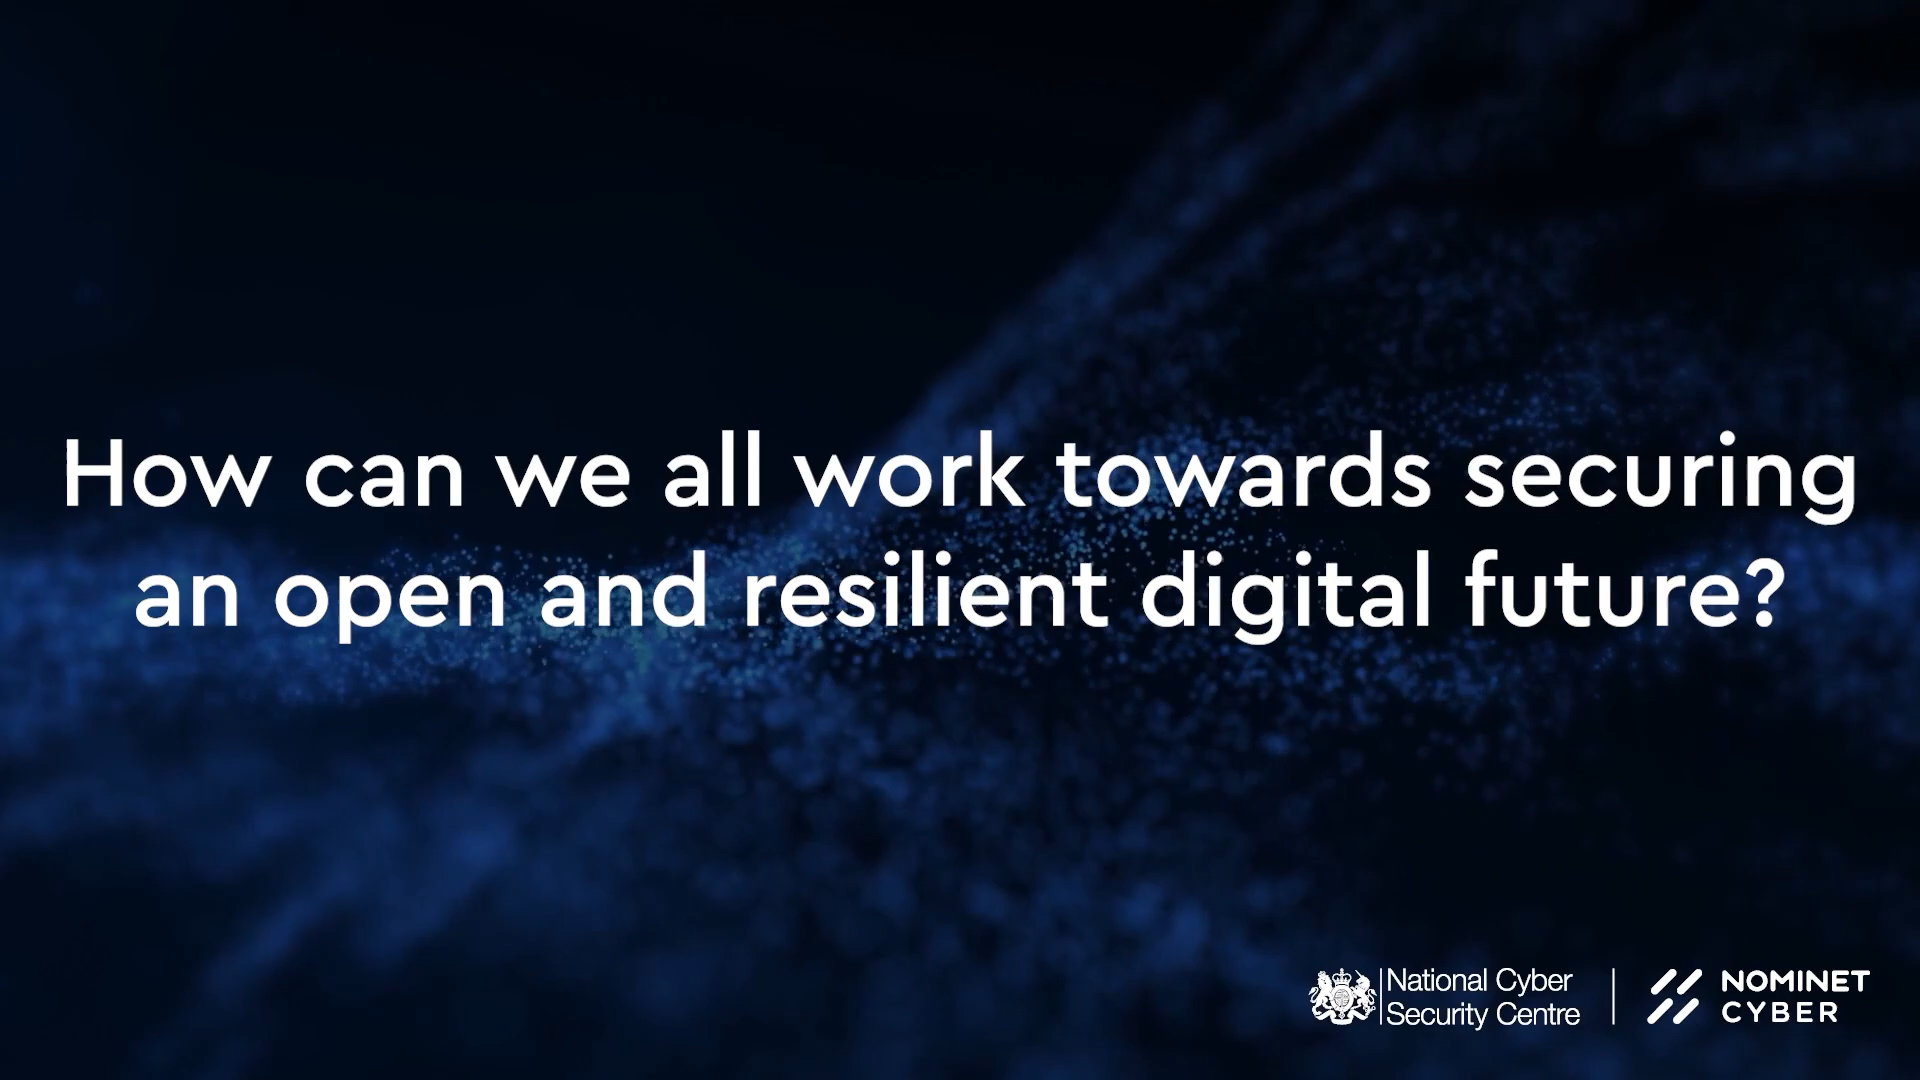 How can we all work towards securing
an open and resilient digital future?
National Cyber
Security Centre
NOMINET
CYBER